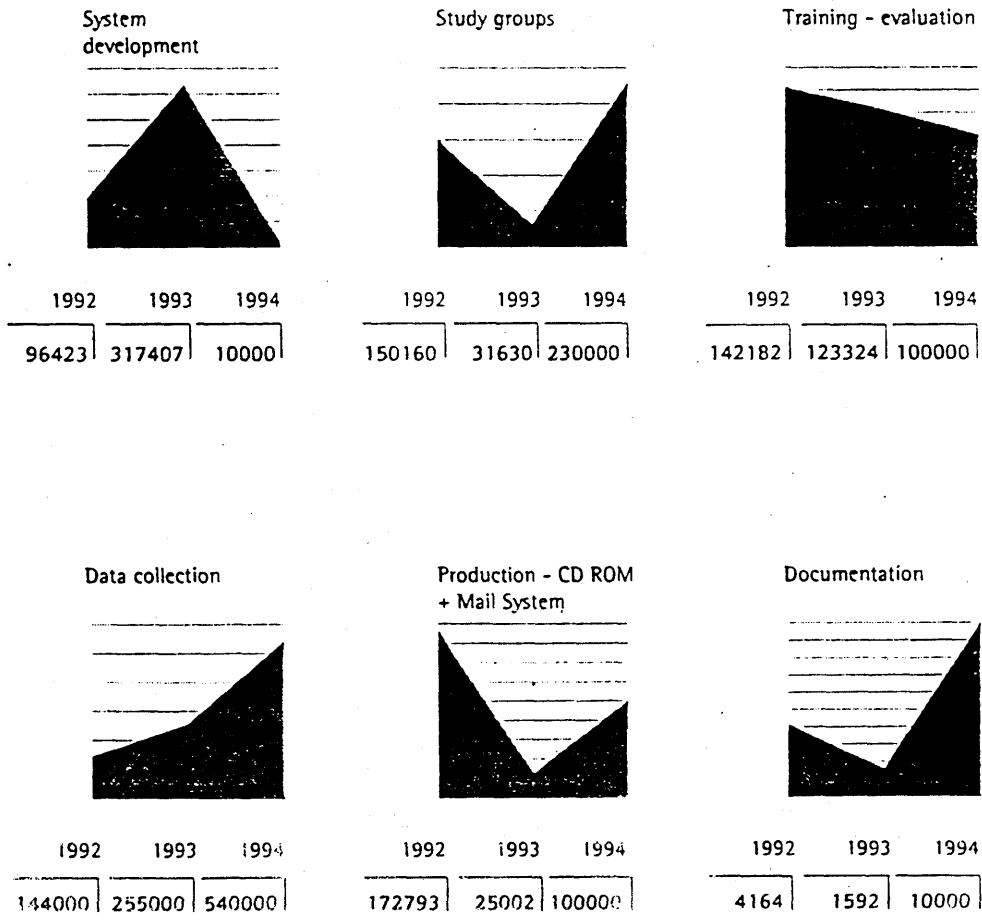 System
development
1992 1993 1994
96423 317407 10000
Study groups
1992 1993 1994
150160 31630 230000
Training - evaluation
1992 1993 1994
142182 123324 100000
Data collection
1992 1993 1994
144000 255000 540000
Production - CD ROM
+ Mail System
1992 1993 1994
172793 25002 100000
Documentation
1992 1993 1994
4164 1592 10000